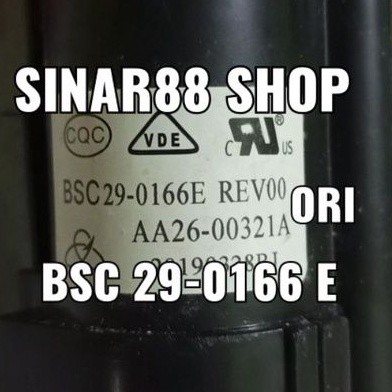 SINAR88 SHOP
CQC
VDE
C US
BSC29-0166E REV00
ORI
AA26-00321A
BSC 29-0166 E